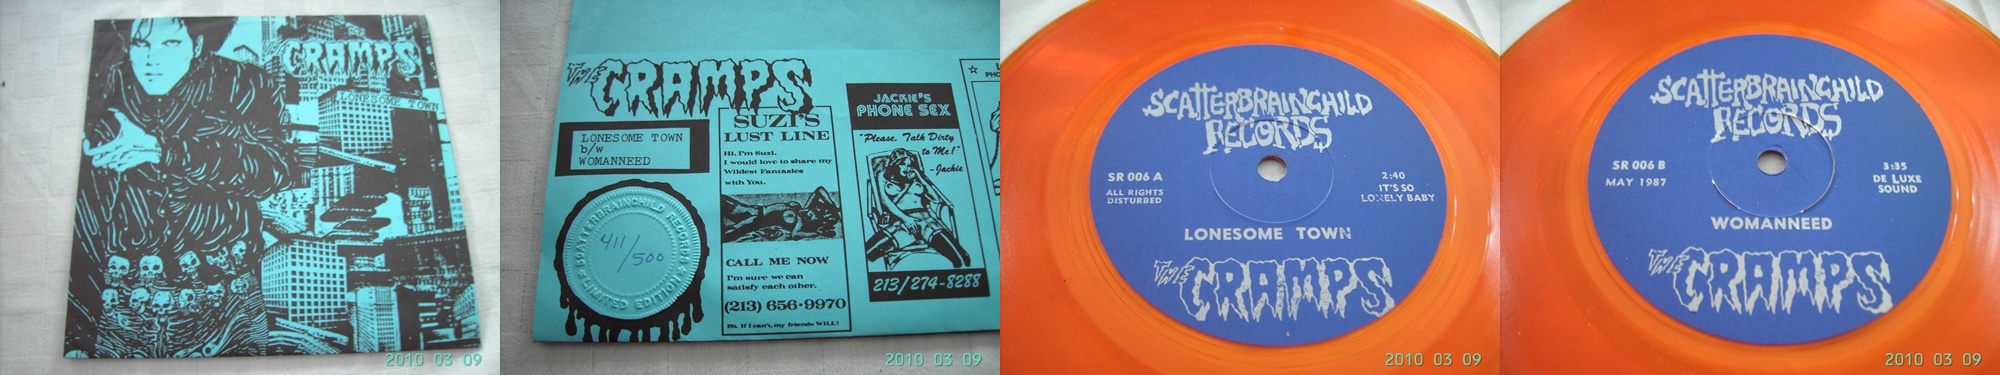 CRAMPS
LONESOME TOWN
2010 03 09
THE CRAMPS
LONESOME TOWN
b/w
WOMANNEED
SCATTERBRAINCHILD RECORDS
LIMITED EDITION
411/500
SUZI'S
LUST LINE
Hi, I'm Suzi.
I would love to share my
Wildest Fantasies
with You.
CALL ME NOW
I'm sure we can
satisfy each other.
(213) 656-9970
PS. If I can't, my friends WILL!
JACKIE'S
PHONE SEX
"Please, Talk Dirty
to Me!"
-Jackie
213/274-8288
2010 03 09
SCATTERBRAINCHILD
RECORDS
SR 006 A
ALL RIGHTS
DISTURBED
2:40
IT'S SO
LONELY BABY
LONESOME TOWN
THE CRAMPS
2010 03 09
SCATTERBRAINCHILD
RECORDS
SR 006 B
MAY 1987
3:35
DE LUXE
SOUND
WOMANNEED
THE CRAMPS
2010 03 09